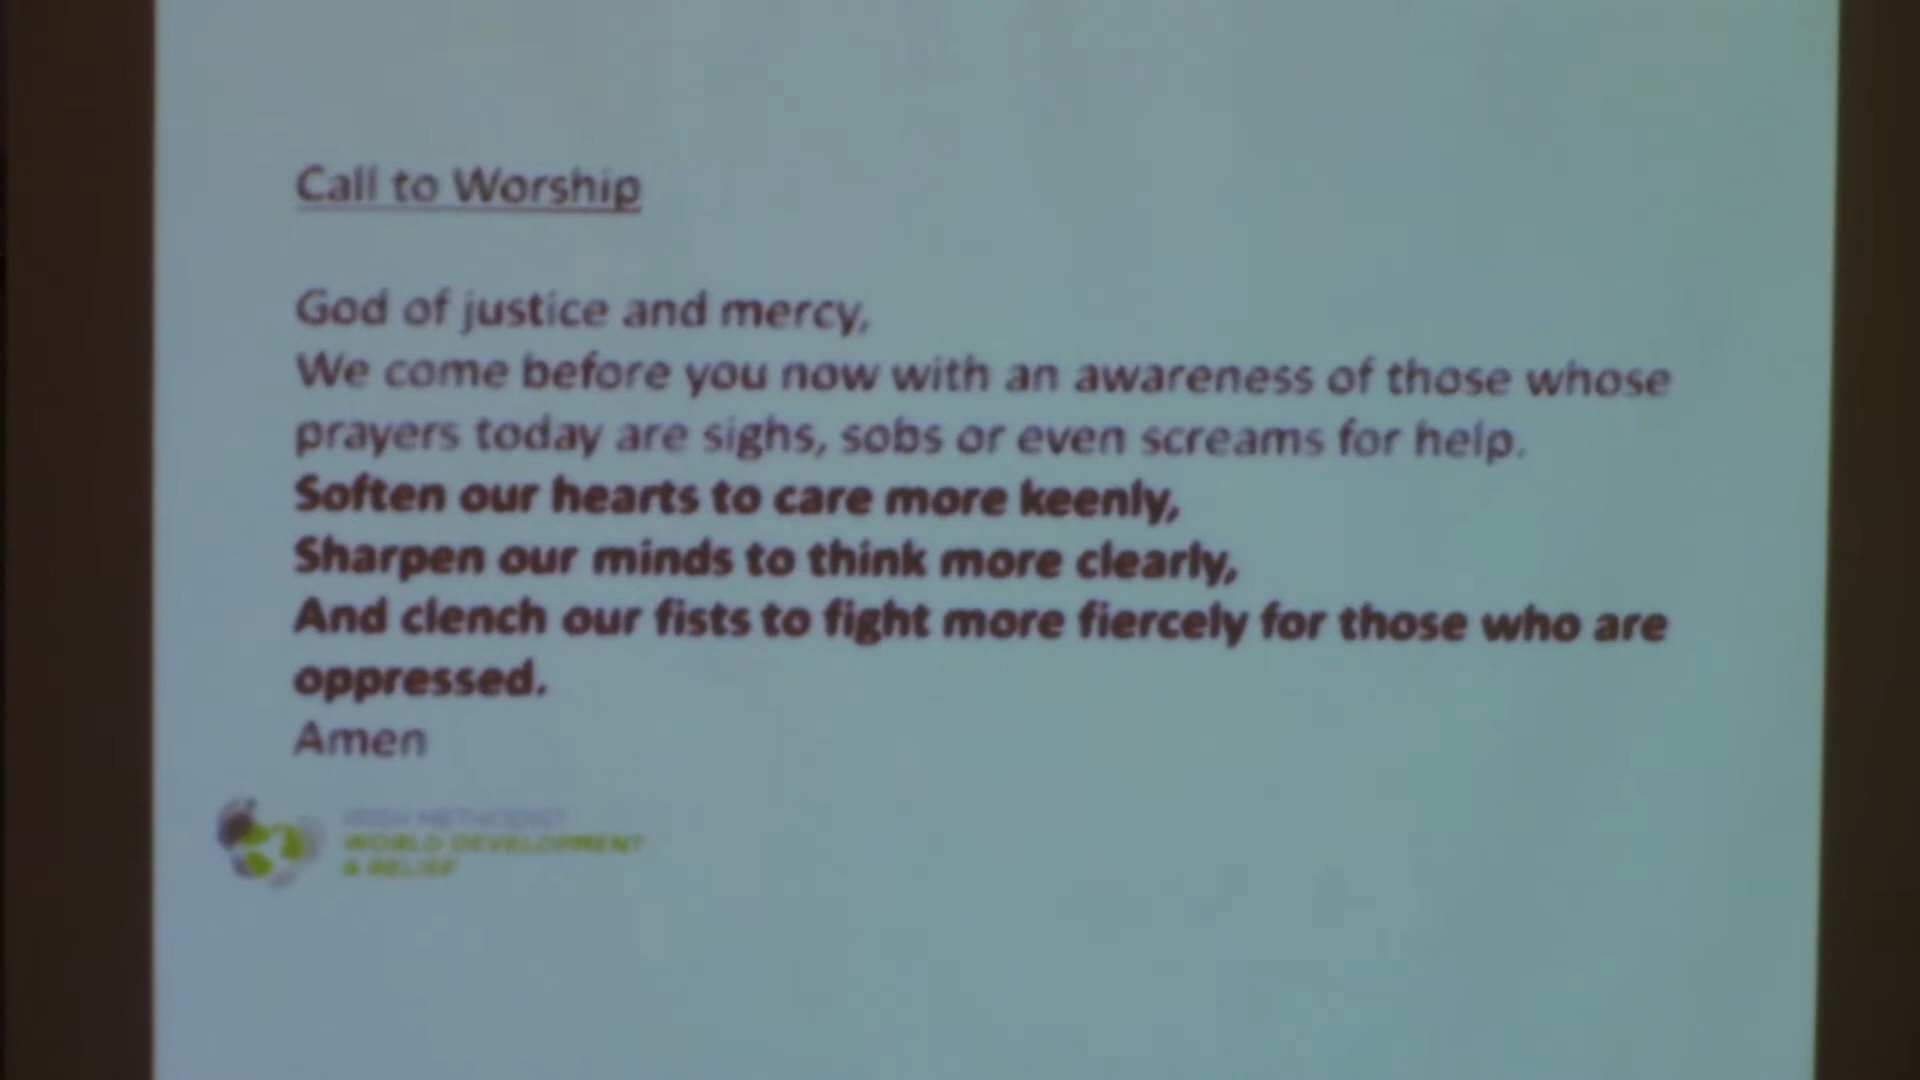 Call to Worship
God of justice and mercy,
We come before you now with an awareness of those whose
prayers today are sighs, sobs or even screams for help.
Soften our hearts to care more keenly,
Sharpen our minds to think more clearly,
And clench our fists to fight more fiercely for those who are
oppressed.
Amen
IRISH METHODIST
WORLD DEVELOPMENT
& RELIEF